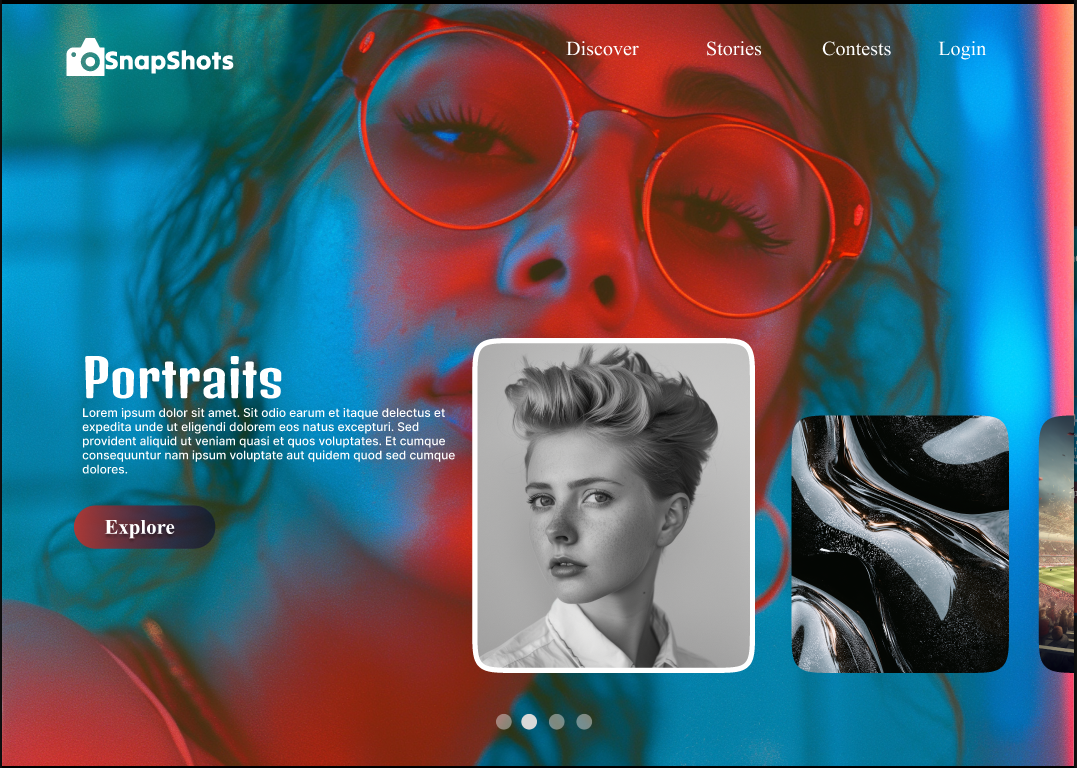 SnapShots
Discover Stories Contests Login
Portraits
Lorem ipsum dolor sit amet. Sit odio earum et itaque delectus et
expedita unde ut eligendi dolorem eos natus excepturi. Sed
provident aliquid ut veniam quasi et quos voluptates. Et cumque
consequuntur nam ipsum voluptate aut quidem quod sed cumque
dolores.
Explore